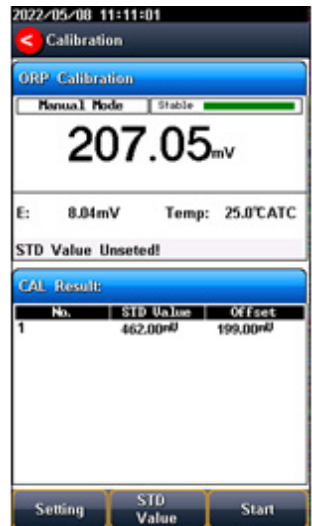 2022/05/08 11:11:01
< Calibration
ORP Calibration
Manual Mode Stable
207.05mV
E: 8.04mV Temp: 25.0℃ ATC
STD Value Unseted!
CAL Result:
No. STD Value Offset
1 462.00mV 199.00mV
Setting STD Value Start